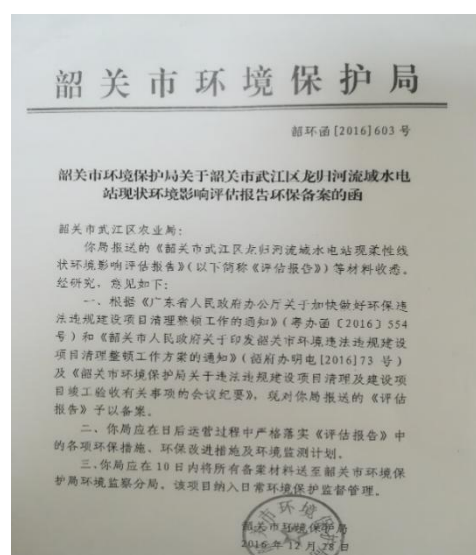 韶关市环境保护局
韶环函[2016]603号
韶关市环境保护局关于韶关市武江区龙归河流域水电
站现状环境影响评估报告环保备案的函
韶关市武江区农业局:
你局报送的《韶关市武江区龙归河流域水电站现柔性线
状环境影响评估报告》(以下简称《评估报告》)等材料收悉。
经研究,意见如下:
一、根据《广东省人民政府办公厅关于加快做好环保违
法违规建设项目清理整顿工作的通知》(粤办函〔2016〕554
号)和《韶关市人民政府关于印发韶关市环境违法违规建设
项目清理整顿工作方案的通知》(韶府办明电[2016]73 号)
及《韶关市环境保护局关于违法违规建设项目清理及建设项
目竣工验收有关事项的会议纪要》,现对你局报送的《评估
报告》予以备案。
二、你局应在日后运营过程中严格落实《评估报告》中
的各项环保措施、环保改进措施及环境监测计划。
三、你局应在10日内将所有备案材料送至韶关市环境保
护局环境监察分局。该项目纳入日常环境保护监督管理。
韶关市环境保护局
2016年12月28日